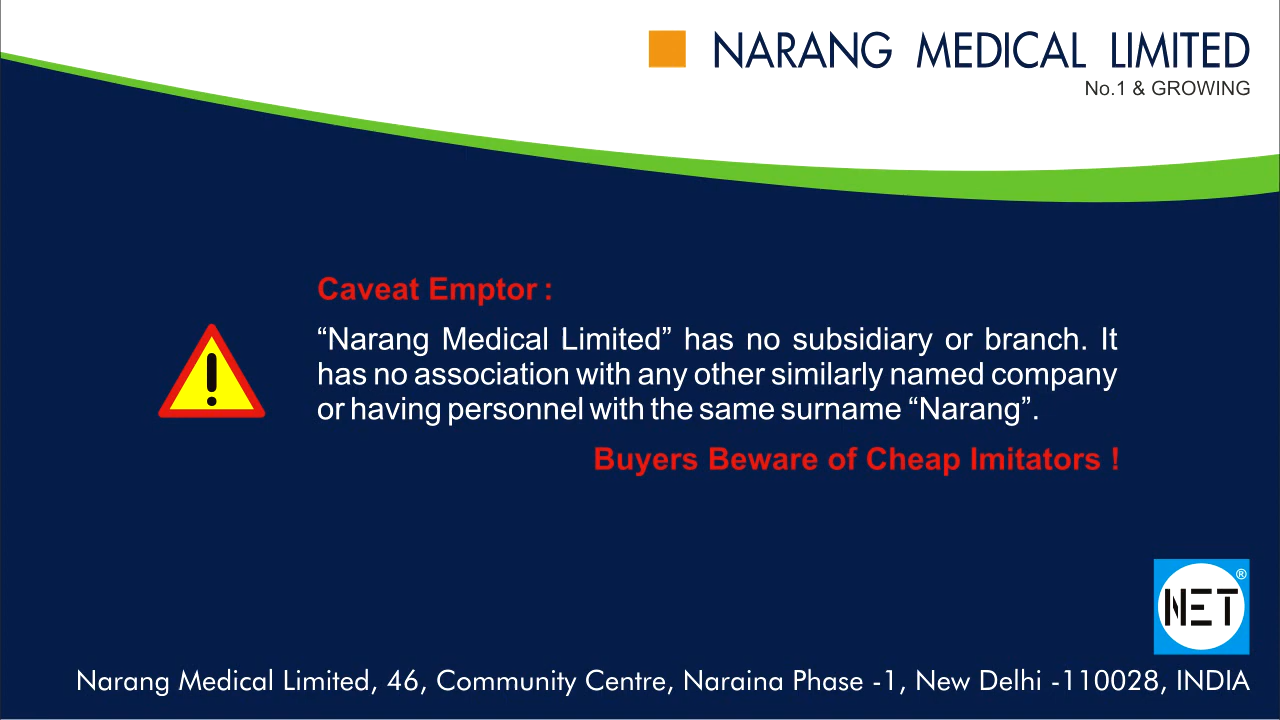 NARANG MEDICAL LIMITED
No.1 & GROWING
Caveat Emptor :
“Narang Medical Limited” has no subsidiary or branch. It
has no association with any other similarly named company
or having personnel with the same surname “Narang”.
Buyers Beware of Cheap Imitators !
NET®
Narang Medical Limited, 46, Community Centre, Naraina Phase -1, New Delhi -110028, INDIA